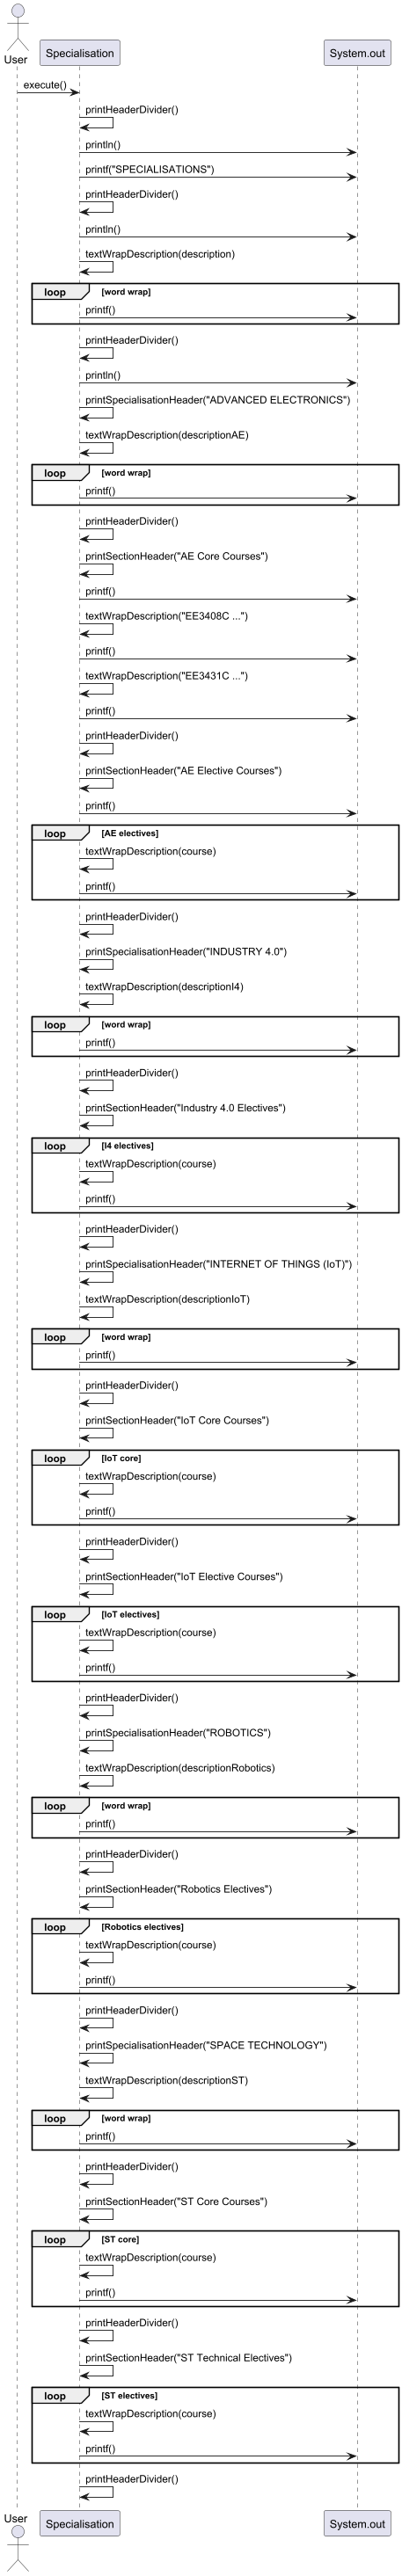 User
Specialisation System.out
execute()
printHeaderDivider()
println()
printf("SPECIALISATIONS")
printHeaderDivider()
println()
textWrapDescription(description)
loop [word wrap]
printf()
printHeaderDivider()
println()
printSpecialisationHeader("ADVANCED ELECTRONICS")
textWrapDescription(descriptionAE)
loop [word wrap]
printf()
printHeaderDivider()
printSectionHeader("AE Core Courses")
printf()
textWrapDescription("EE3408C ...")
printf()
textWrapDescription("EE3431C ...")
printf()
printHeaderDivider()
printSectionHeader("AE Elective Courses")
printf()
loop [AE electives]
textWrapDescription(course)
printf()
printHeaderDivider()
printSpecialisationHeader("INDUSTRY 4.0")
textWrapDescription(descriptionI4)
loop [word wrap]
printf()
printHeaderDivider()
printSectionHeader("Industry 4.0 Electives")
loop [I4 electives]
textWrapDescription(course)
printf()
printHeaderDivider()
printSpecialisationHeader("INTERNET OF THINGS (IoT)")
textWrapDescription(descriptionIoT)
loop [word wrap]
printf()
printHeaderDivider()
printSectionHeader("IoT Core Courses")
loop [IoT core]
textWrapDescription(course)
printf()
printHeaderDivider()
printSectionHeader("IoT Elective Courses")
loop [IoT electives]
textWrapDescription(course)
printf()
printHeaderDivider()
printSpecialisationHeader("ROBOTICS")
textWrapDescription(descriptionRobotics)
loop [word wrap]
printf()
printHeaderDivider()
printSectionHeader("Robotics Electives")
loop [Robotics electives]
textWrapDescription(course)
printf()
printHeaderDivider()
printSpecialisationHeader("SPACE TECHNOLOGY")
textWrapDescription(descriptionST)
loop [word wrap]
printf()
printHeaderDivider()
printSectionHeader("ST Core Courses")
loop [ST core]
textWrapDescription(course)
printf()
printHeaderDivider()
printSectionHeader("ST Technical Electives")
loop [ST electives]
textWrapDescription(course)
printf()
printHeaderDivider()
User
Specialisation System.out